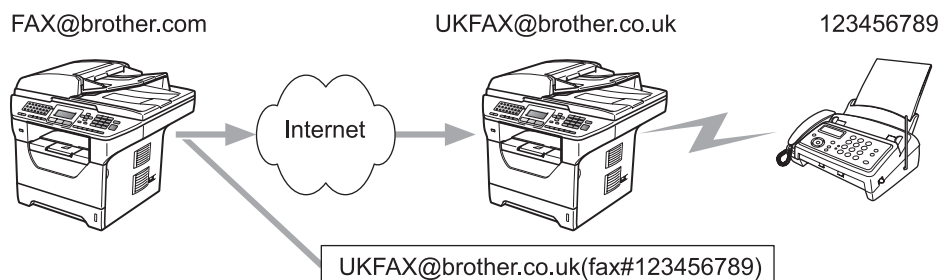 FAX@brother.com UKFAX@brother.co.uk 123456789
Internet
UKFAX@brother.co.uk(fax#123456789)